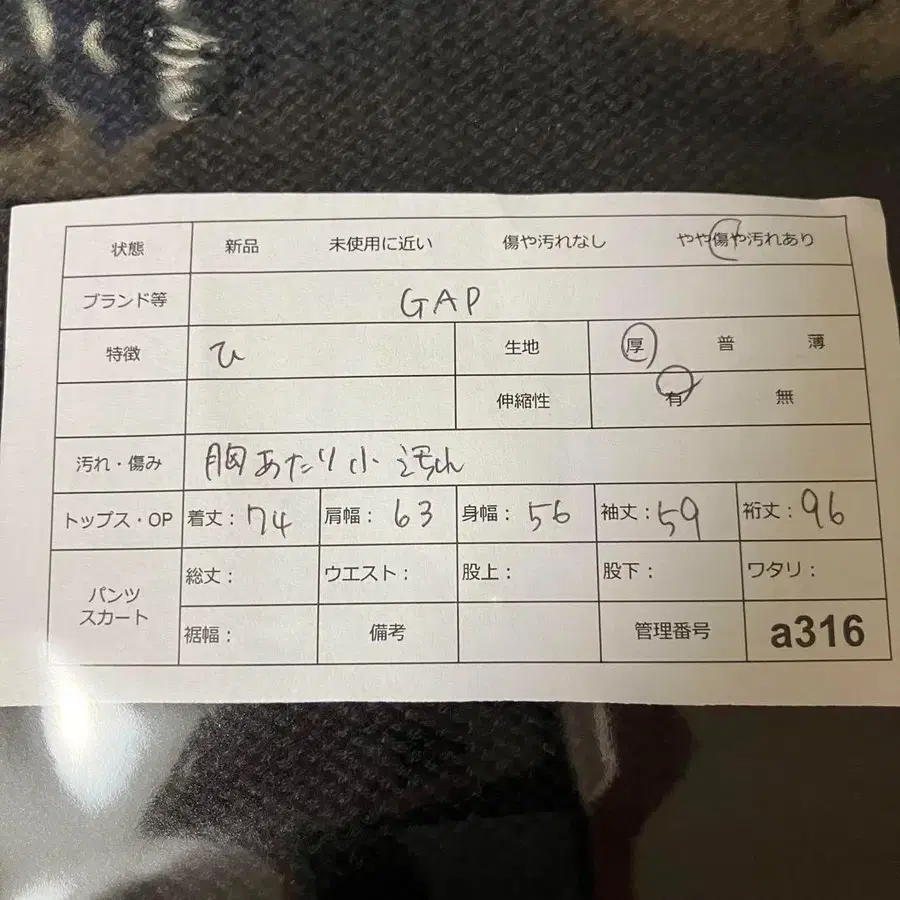 状態 新品 未使用に近い 傷や汚れなし やや傷や汚れあり
ブランド等 GAP
特徴 ひ 生地 厚 普 薄
伸縮性 有 無
汚れ・傷み 胸あたり小汚れ
トップス・OP 着丈：74 肩幅：63 身幅：56 袖丈：59 裄丈：96
パンツ
スカート
総丈： ウエスト： 股上： 股下： ワタリ：
裾幅： 備考 管理番号 a316